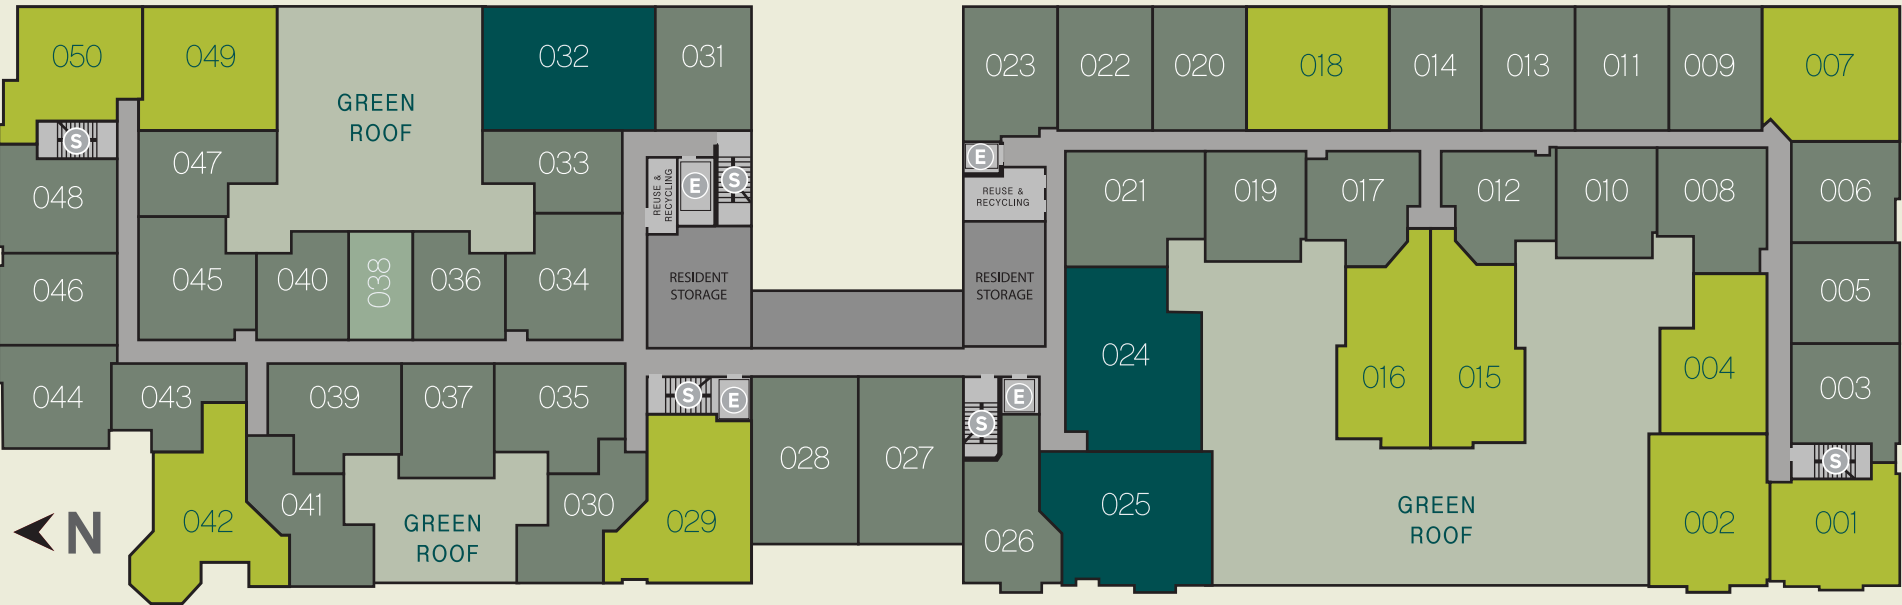 050
049
032
031
023
022
020
018
014
013
011
009
007
GREEN
ROOF
S
047
033
REUSE &
RECYCLING
E
S
E
REUSE &
RECYCLING
021
019
017
012
010
008
006
048
046
045
040
038
036
034
RESIDENT
STORAGE
RESIDENT
STORAGE
005
024
016
015
004
003
044
043
039
037
035
S
E
E
S
028
027
S
042
041
GREEN
ROOF
030
029
026
025
GREEN
ROOF
002
001
N